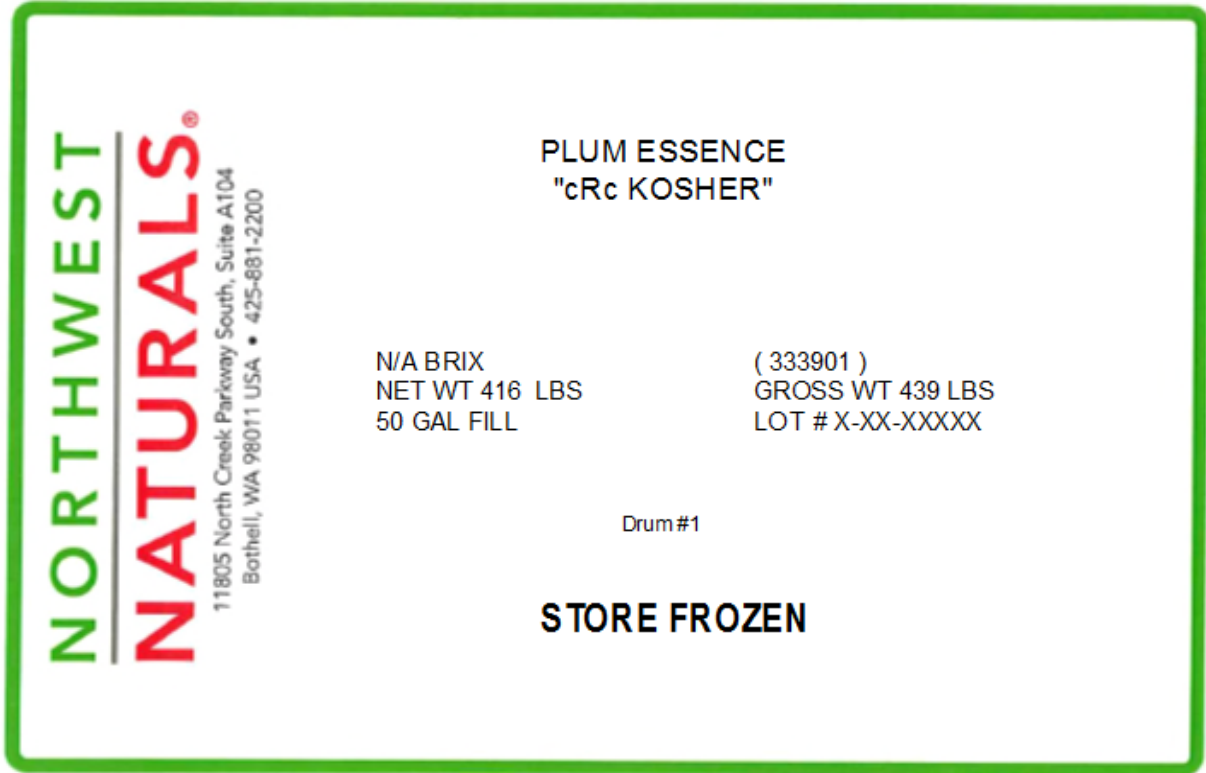 NORTHWEST
NATURALS®
11805 North Creek Parkway South, Suite A104
Bothell, WA 98011 USA • 425-881-2200
PLUM ESSENCE
"cRc KOSHER"
N/A BRIX
NET WT 416 LBS
50 GAL FILL
( 333901 )
GROSS WT 439 LBS
LOT # X-XX-XXXXX
Drum #1
STORE FROZEN